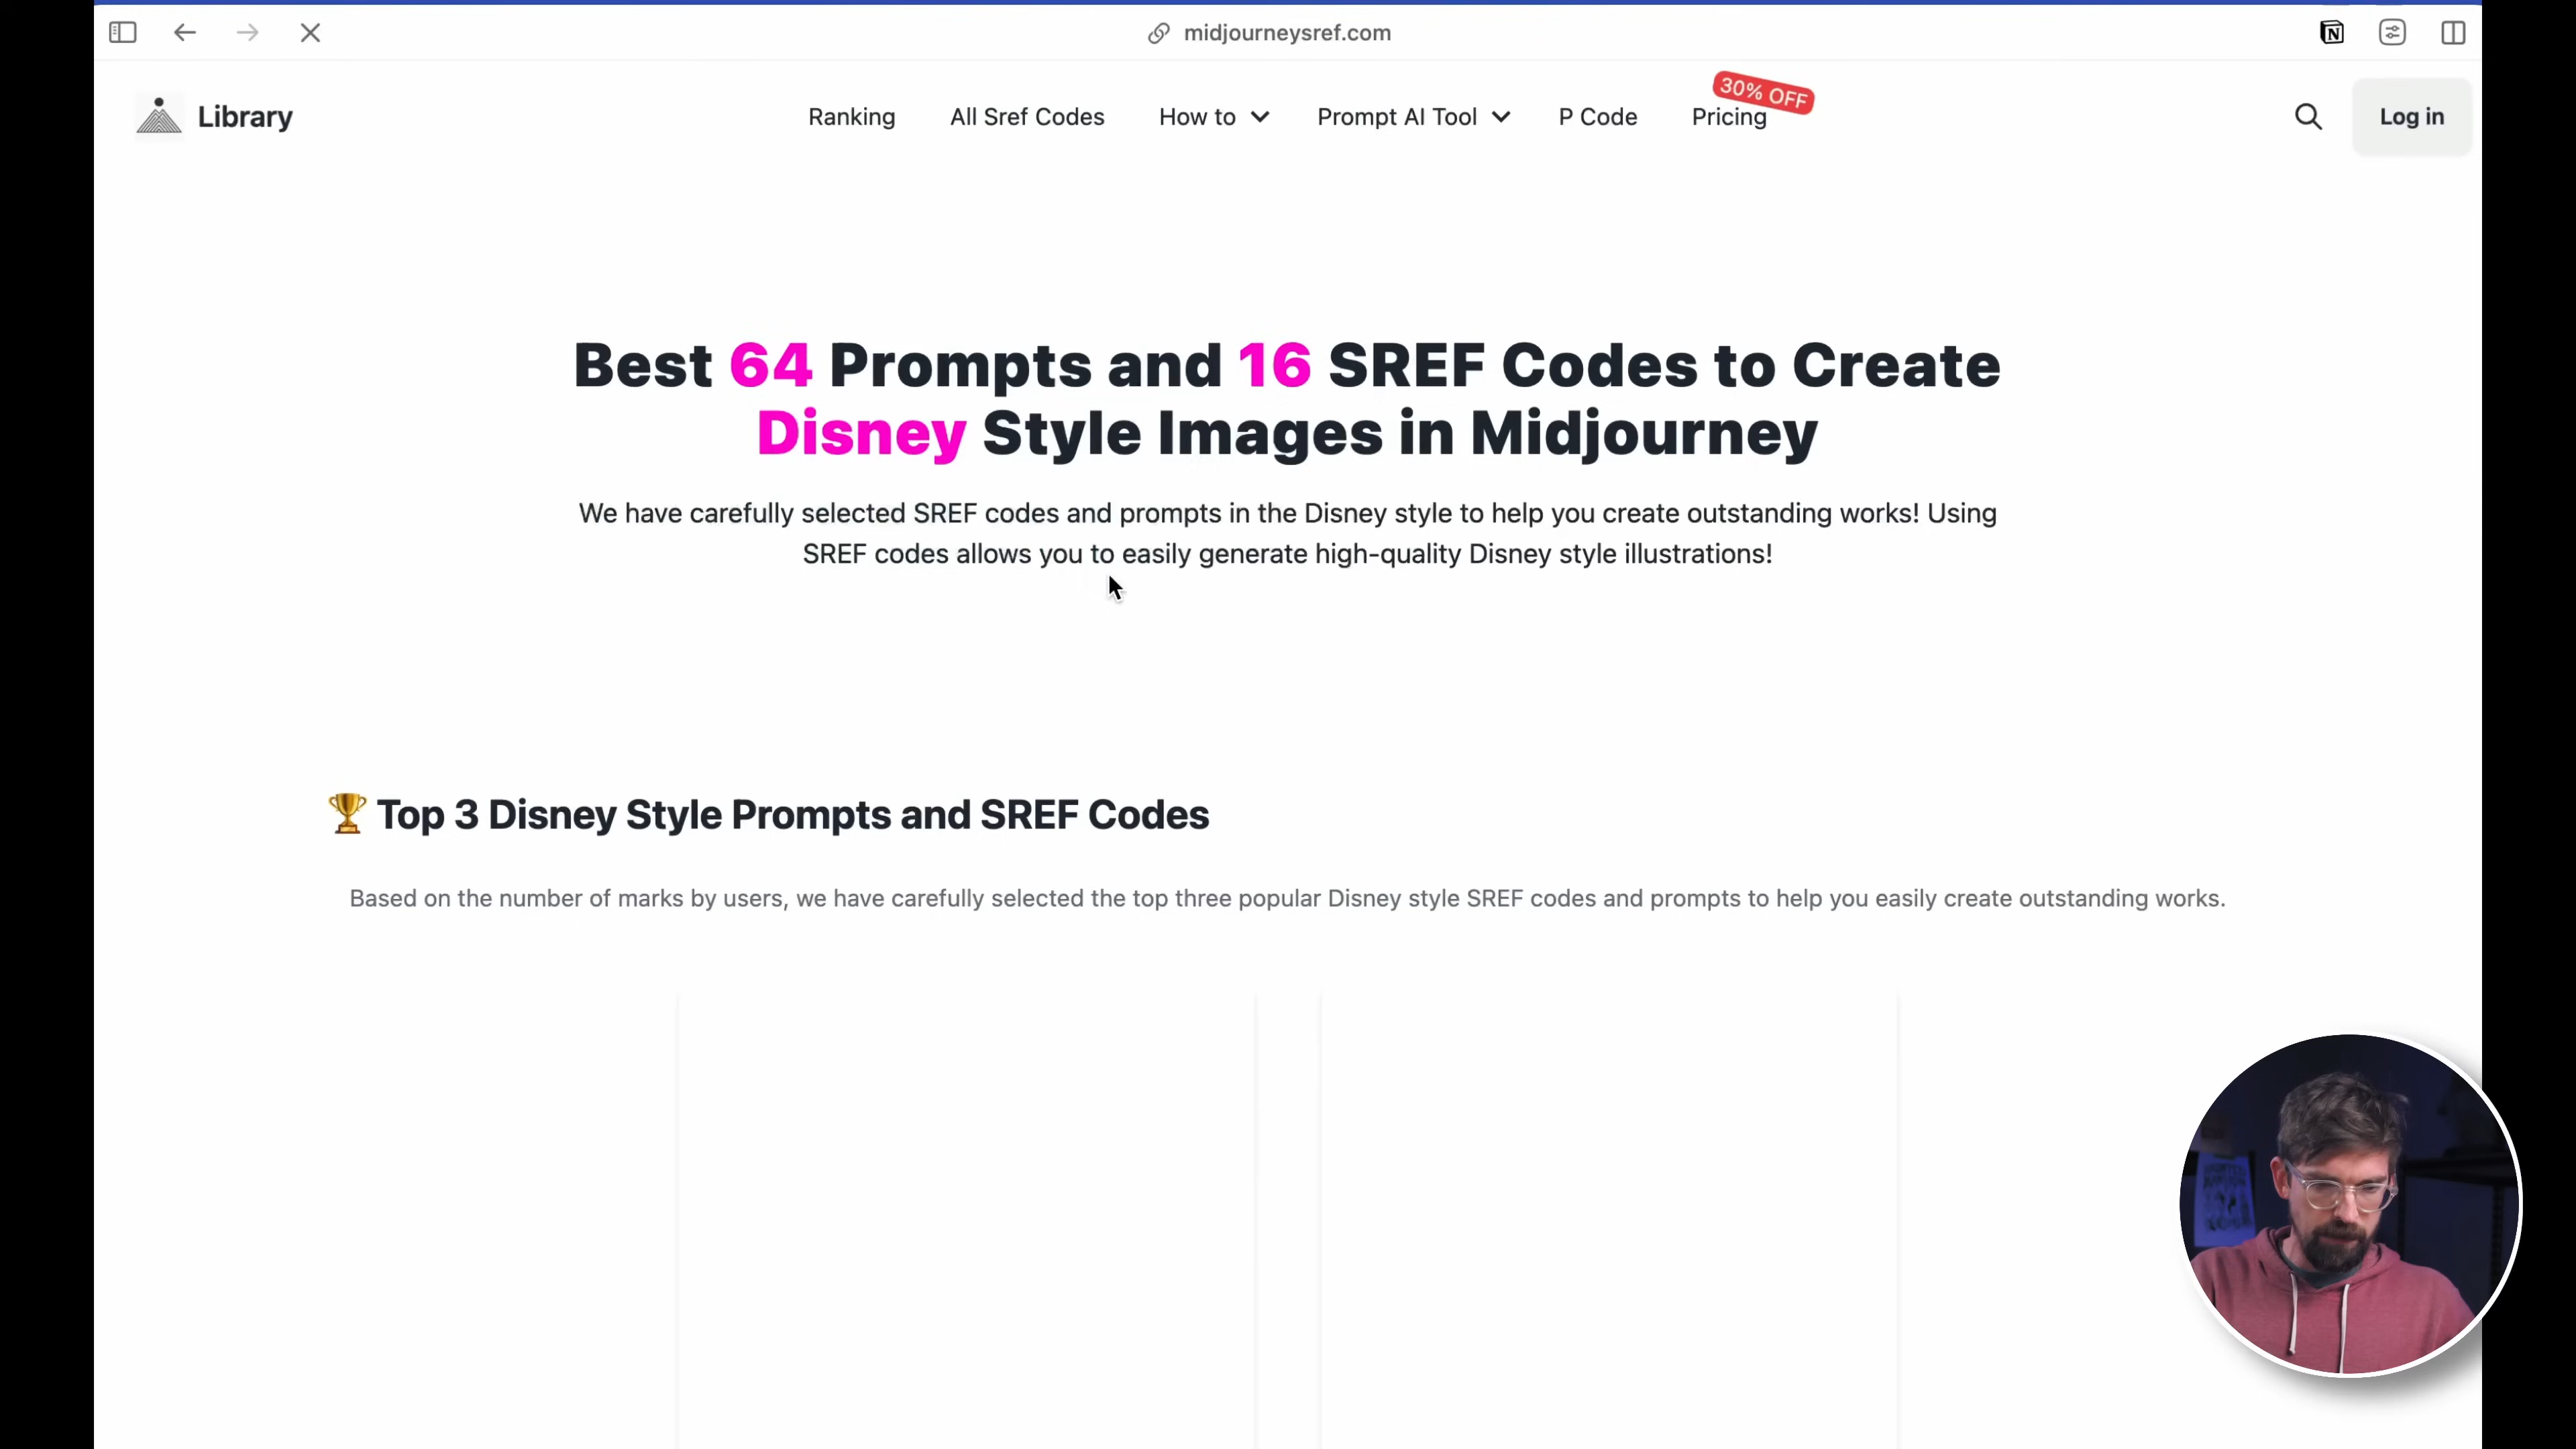 midjourneysref.com
Library
Ranking
All Sref Codes
How to
Prompt AI Tool
P Code
Pricing
30% OFF
Log in
Best 64 Prompts and 16 SREF Codes to Create
Disney Style Images in Midjourney
We have carefully selected SREF codes and prompts in the Disney style to help you create outstanding works! Using
SREF codes allows you to easily generate high-quality Disney style illustrations!
🏆 Top 3 Disney Style Prompts and SREF Codes
Based on the number of marks by users, we have carefully selected the top three popular Disney style SREF codes and prompts to help you easily create outstanding works.